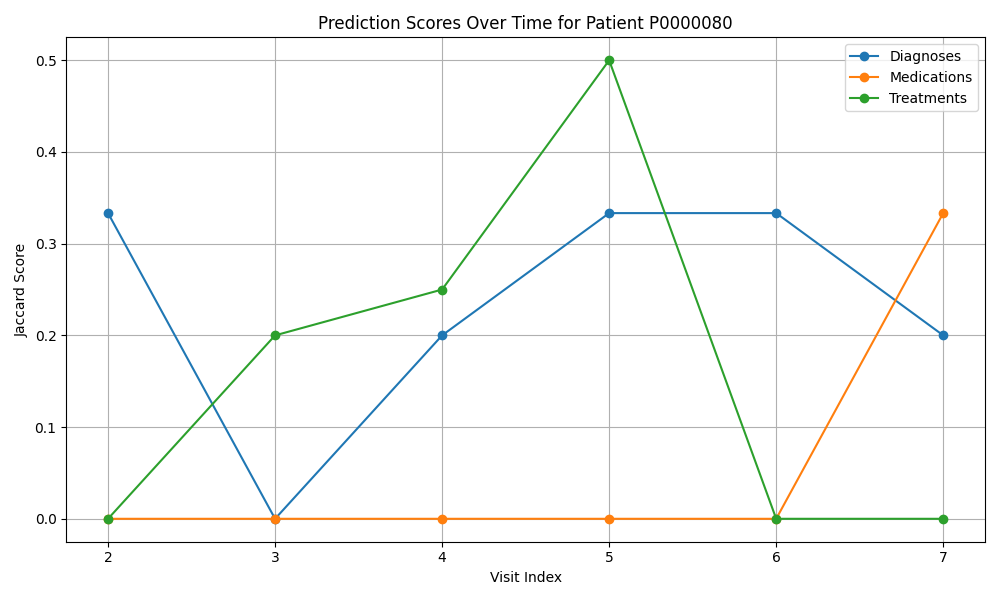 Prediction Scores Over Time for Patient P0000080
Diagnoses
Medications
Treatments
0.5
0.4
0.3
0.2
0.1
0.0
Jaccard Score
2 3 4 5 6 7
Visit Index